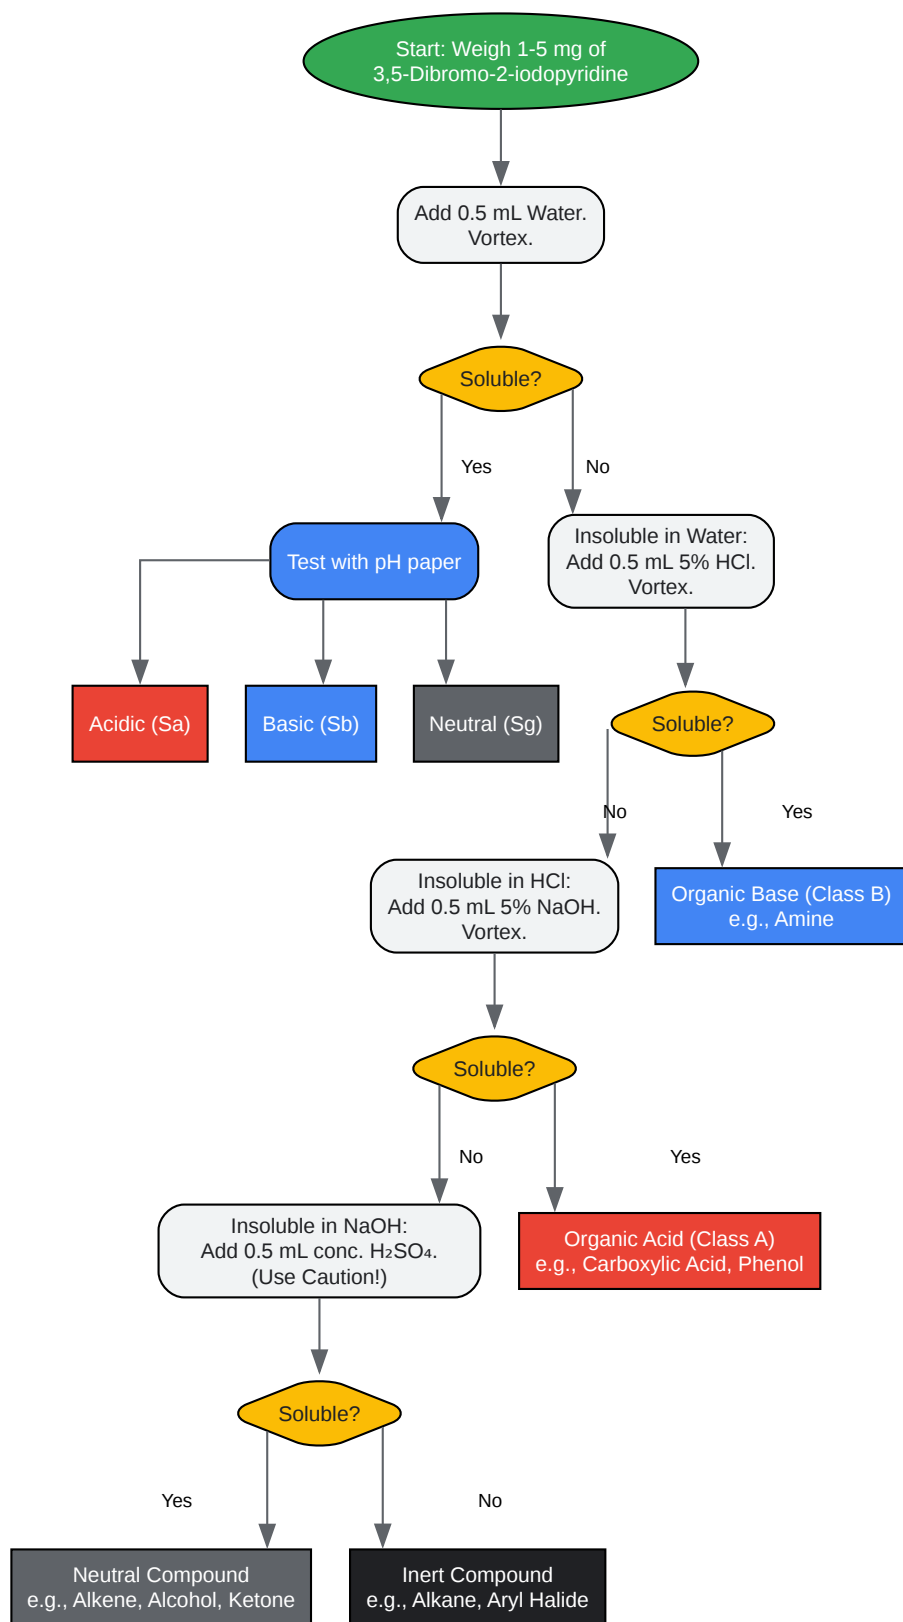 Start: Weigh 1-5 mg of
3,5-Dibromo-2-iodopyridine
Add 0.5 mL Water.
Vortex.
Soluble?
Yes
No
Test with pH paper
Insoluble in Water:
Add 0.5 mL 5% HCl.
Vortex.
Acidic (Sa)
Basic (Sb)
Neutral (Sg)
Soluble?
No
Yes
Insoluble in HCl:
Add 0.5 mL 5% NaOH.
Vortex.
Organic Base (Class B)
e.g., Amine
Soluble?
No
Yes
Insoluble in NaOH:
Add 0.5 mL conc. H₂SO₄.
(Use Caution!)
Organic Acid (Class A)
e.g., Carboxylic Acid, Phenol
Soluble?
Yes
No
Neutral Compound
e.g., Alkene, Alcohol, Ketone
Inert Compound
e.g., Alkane, Aryl Halide